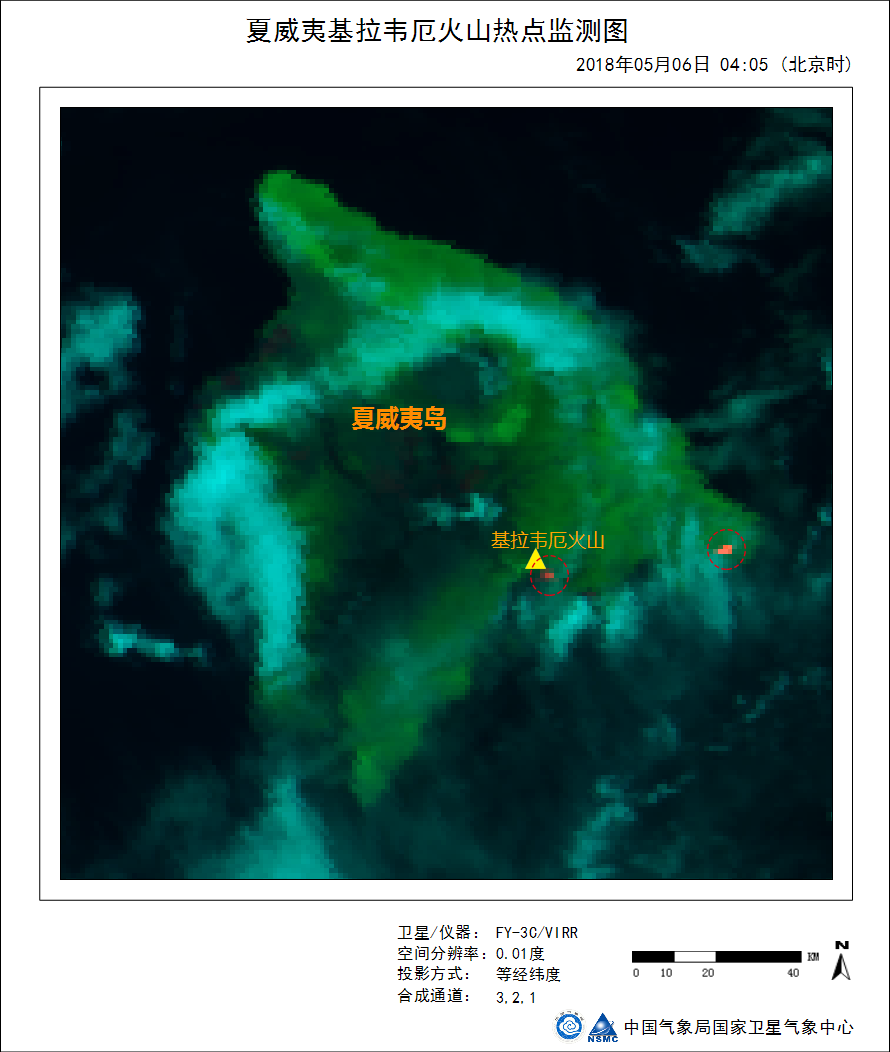 夏威夷基拉韦厄火山热点监测图
2018年05月06日 04:05 (北京时)
夏威夷岛
基拉韦厄火山
卫星/仪器: FY-3C/VIRR
空间分辨率: 0.01度
投影方式: 等经纬度
合成通道: 3,2,1
KM
N
0 10 20 40
NSMC
中国气象局国家卫星气象中心